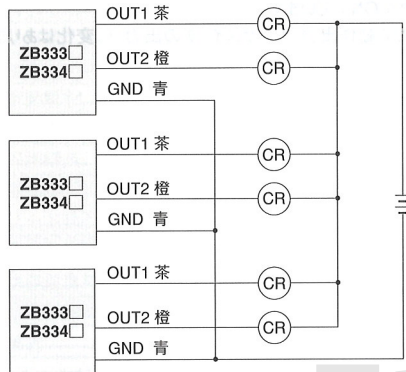 OUT1 茶
CR
OUT2 橙
CR
ZB333□
ZB334□
GND 青
OUT1 茶
CR
OUT2 橙
CR
ZB333□
ZB334□
GND 青
OUT1 茶
CR
OUT2 橙
CR
ZB333□
ZB334□
GND 青